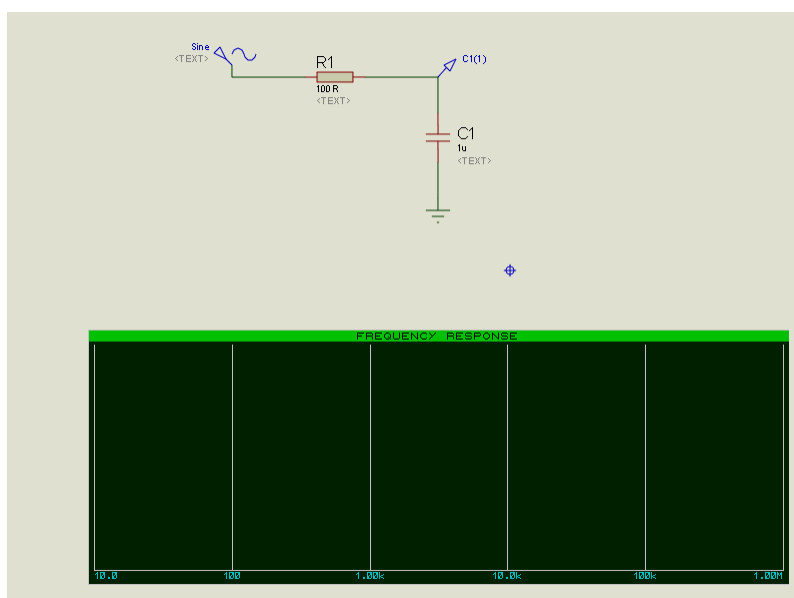 Sine
<TEXT>
R1
100 R
<TEXT>
C1(1)
C1
1u
<TEXT>
FREQUENCY RESPONSE
10.0 100 1.00k 10.0k 100k 1.00M